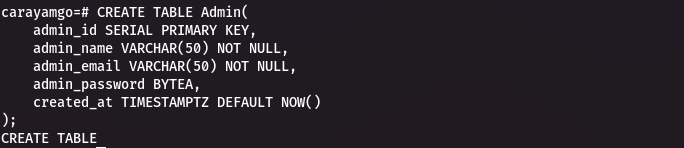 carayamgo=# CREATE TABLE Admin(
    admin_id SERIAL PRIMARY KEY,
    admin_name VARCHAR(50) NOT NULL,
    admin_email VARCHAR(50) NOT NULL,
    admin_password BYTEA,
    created_at TIMESTAMPTZ DEFAULT NOW()
);
CREATE TABLE